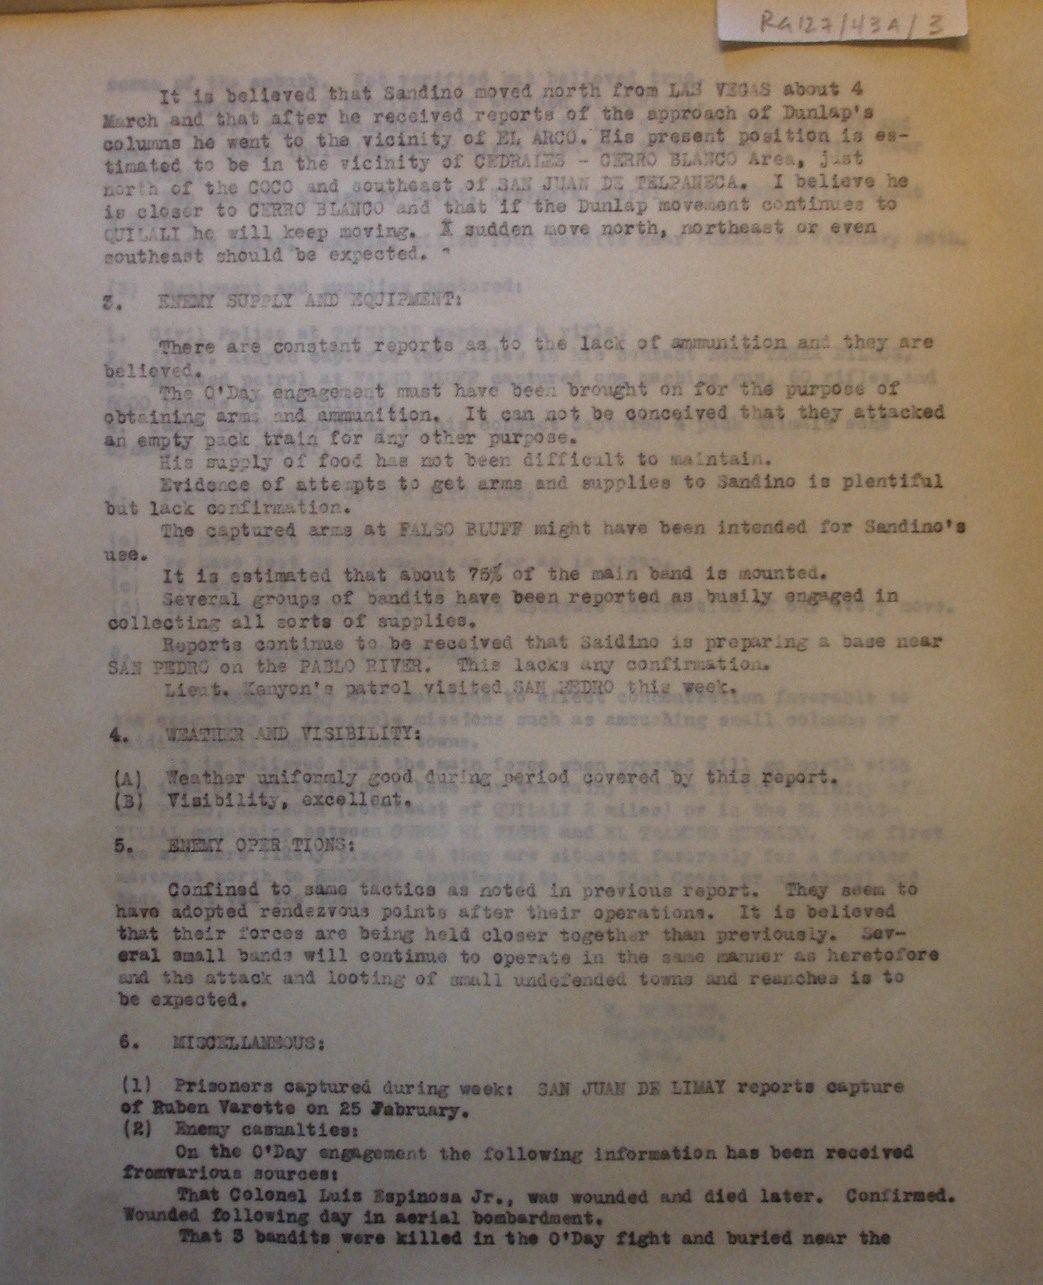 RG127/43A/3
It is believed that Sandino moved north from LAS VEGAS about 4
March and that after he received reports of the approach of Dunlap's
columns he went to the vicinity of EL ARCO. His present position is es-
timated to be in the vicinity of CEDRALES - CERRO BLANCO Area, just
north of the COCO and southeast of SAN JUAN DE TELPANECA. I believe he
is closer to CERRO BLANCO and that if the Dunlap movement continues to
QUILALI he will keep moving. A sudden move north, northeast or even
southeast should be expected. "
3. ENEMY SUPPLY AND EQUIPMENT:
There are constant reports as to the lack of ammunition and they are
believed.
The O'Day engagement must have been brought on for the purpose of
obtaining arms and ammunition. It can not be conceived that they attacked
an empty pack train for any other purpose.
His supply of food has not been difficult to maintain.
Evidence of attempts to get arms and supplies to Sandino is plentiful
but lack confirmation.
The captured arms at FALSO BLUFF might have been intended for Sandino's
use.
It is estimated that about 75% of the main band is mounted.
Several groups of bandits have been reported as busily engaged in
collecting all sorts of supplies.
Reports continue to be received that Saidino is preparing a base near
SAN PEDRO on the PABLO RIVER. This lacks any confirmation.
Lieut. Kenyon's patrol visited SAN PEDRO this week.
4. WEATHER AND VISIBILITY:
(A) Weather uniformly good during period covered by this report.
(B) Visibility, excellent.
5. ENEMY OPERATIONS:
Confined to same tactics as noted in previous report. They seem to
have adopted rendezvous points after their operations. It is believed
that their forces are being held closer together than previously. Sev-
eral small bands will continue to operate in the same manner as heretofore
and the attack and looting of small undefended towns and reanches is to
be expected.
6. MISCELLANEOUS:
(1) Prisoners captured during week: SAN JUAN DE LIMAY reports capture
of Ruben Varette on 25 Fabruary.
(2) Enemy casualties:
On the O'Day engagement the following information has been received
fromvarious sources:
That Colonel Luis Espinosa Jr., was wounded and died later. Confirmed.
Wounded following day in aerial bombardment.
That 3 bandits were killed in the O'Day fight and buried near the